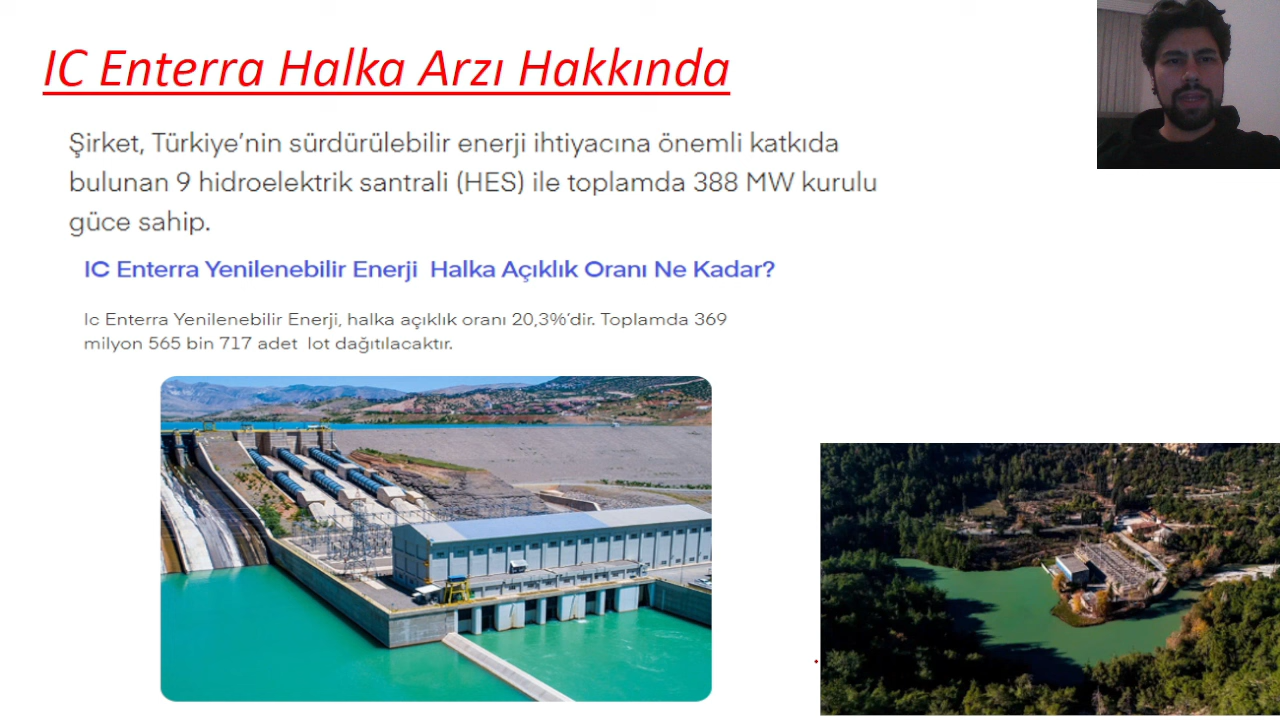 IC Enterra Halka Arzı Hakkında
Şirket, Türkiye'nin sürdürülebilir enerji ihtiyacına önemli katkıda
bulunan 9 hidroelektrik santrali (HES) ile toplamda 388 MW kurulu
güce sahip.
IC Enterra Yenilenebilir Enerji Halka Açıklık Oranı Ne Kadar?
Ic Enterra Yenilenebilir Enerji, halka açıklık oranı 20,3%'dir. Toplamda 369
milyon 565 bin 717 adet lot dağıtılacaktır.